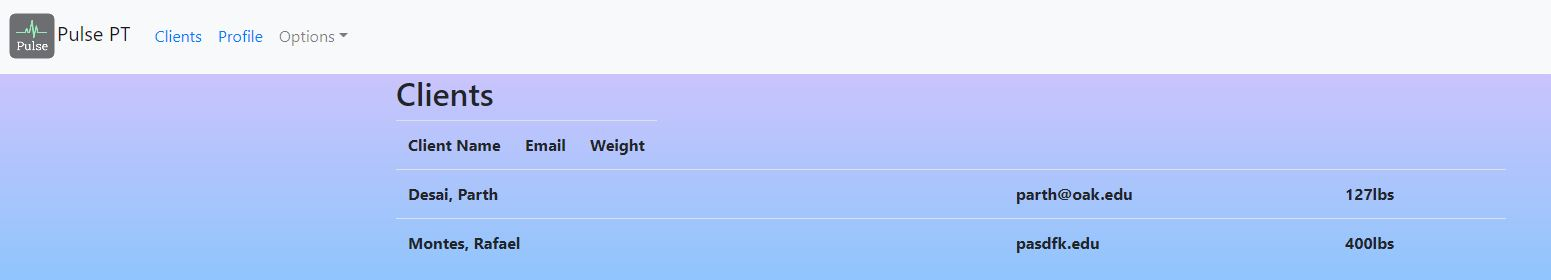 Pulse Pulse PT Clients Profile Options
Clients
Client Name Email Weight
Desai, Parth parth@oak.edu 127lbs
Montes, Rafael pasdfk.edu 400lbs